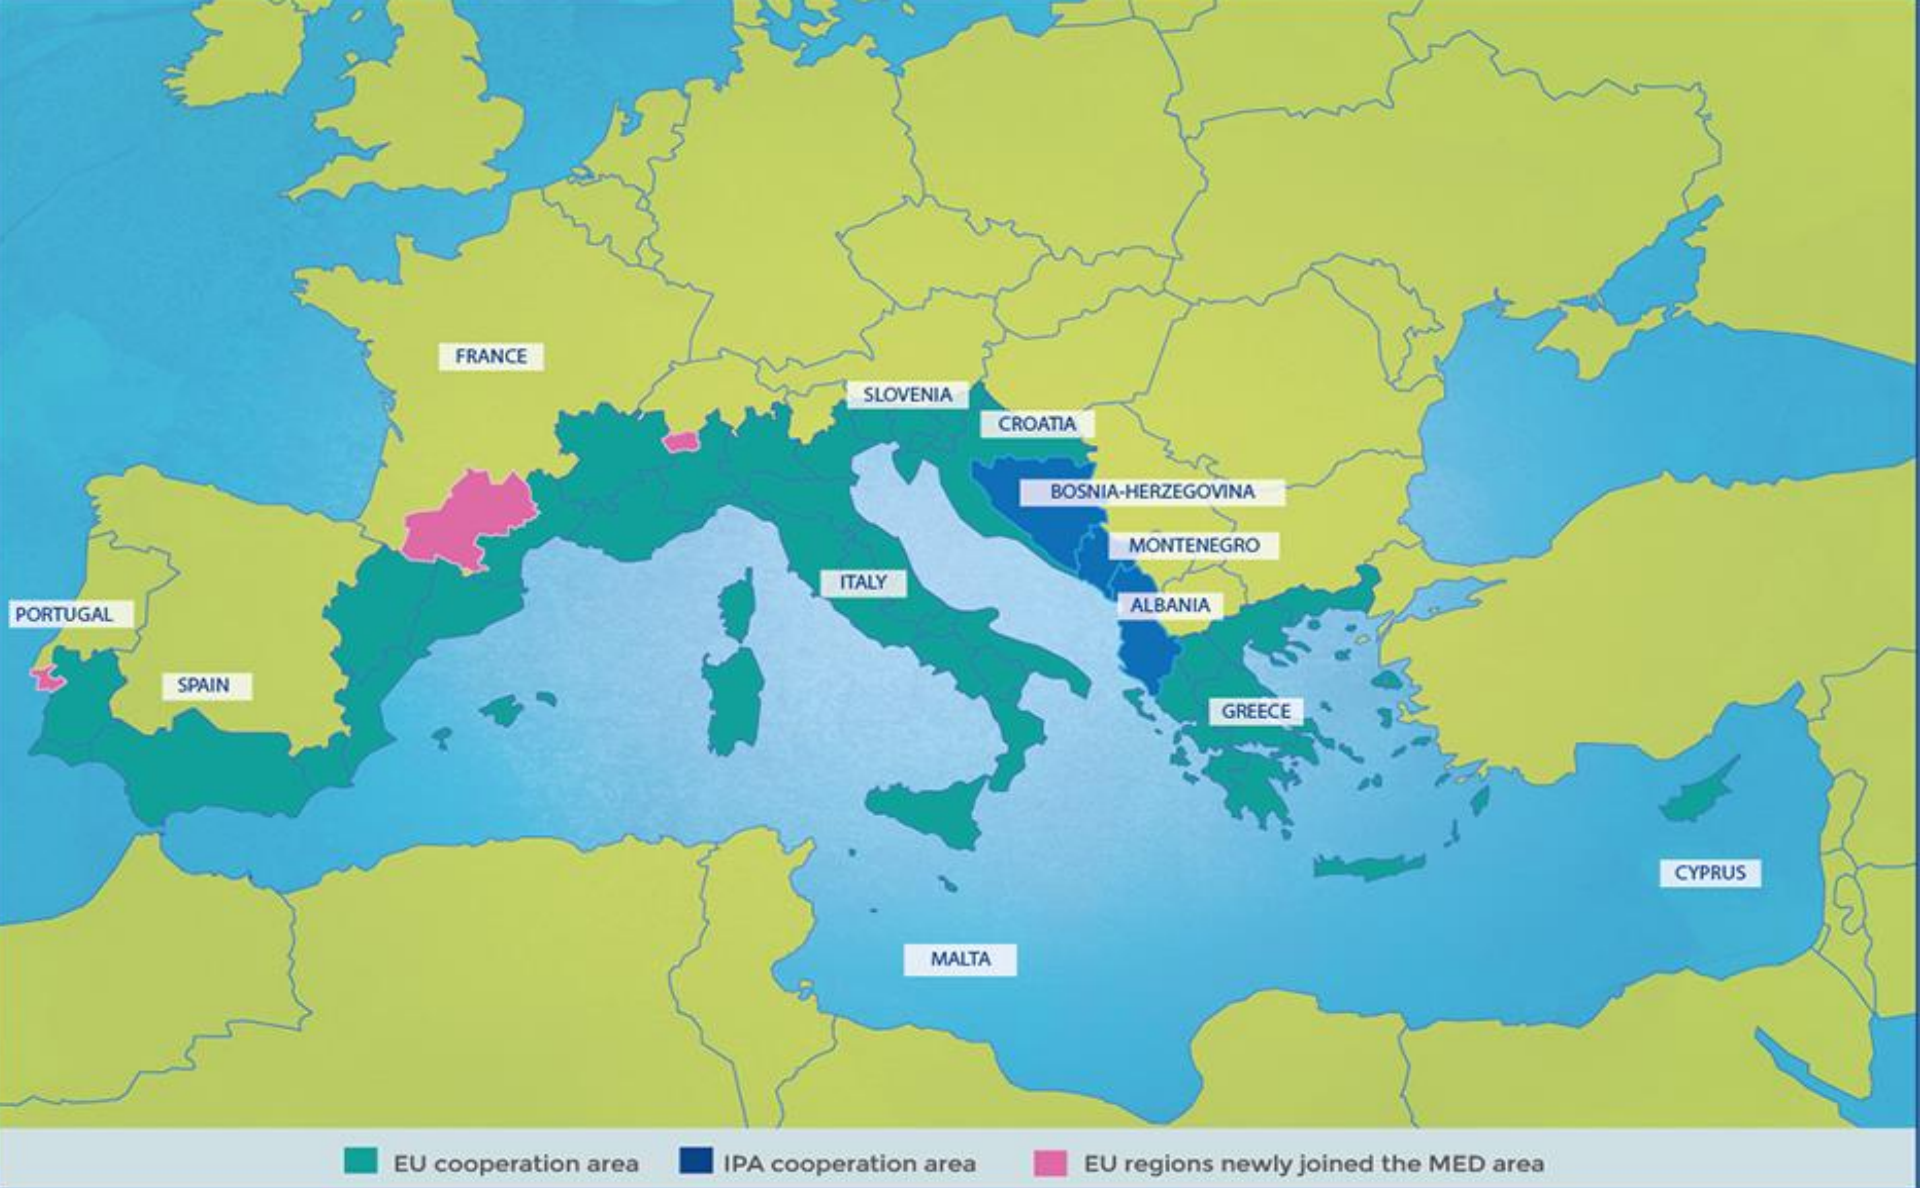 FRANCE
SLOVENIA
CROATIA
BOSNIA-HERZEGOVINA
MONTENEGRO
ITALY
ALBANIA
PORTUGAL
SPAIN
GREECE
CYPRUS
MALTA
EU cooperation area
IPA cooperation area
EU regions newly joined the MED area